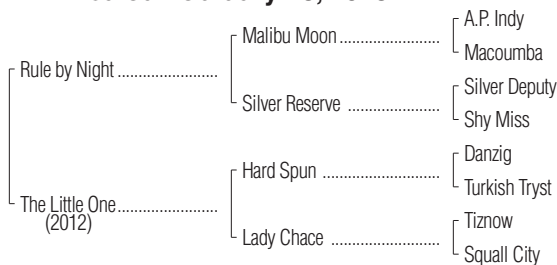 Malibu Moon
A.P. Indy
Macoumba
Rule by Night
Silver Reserve
Silver Deputy
Shy Miss
The Little One
(2012)
Hard Spun
Danzig
Turkish Tryst
Lady Chace
Tiznow
Squall City